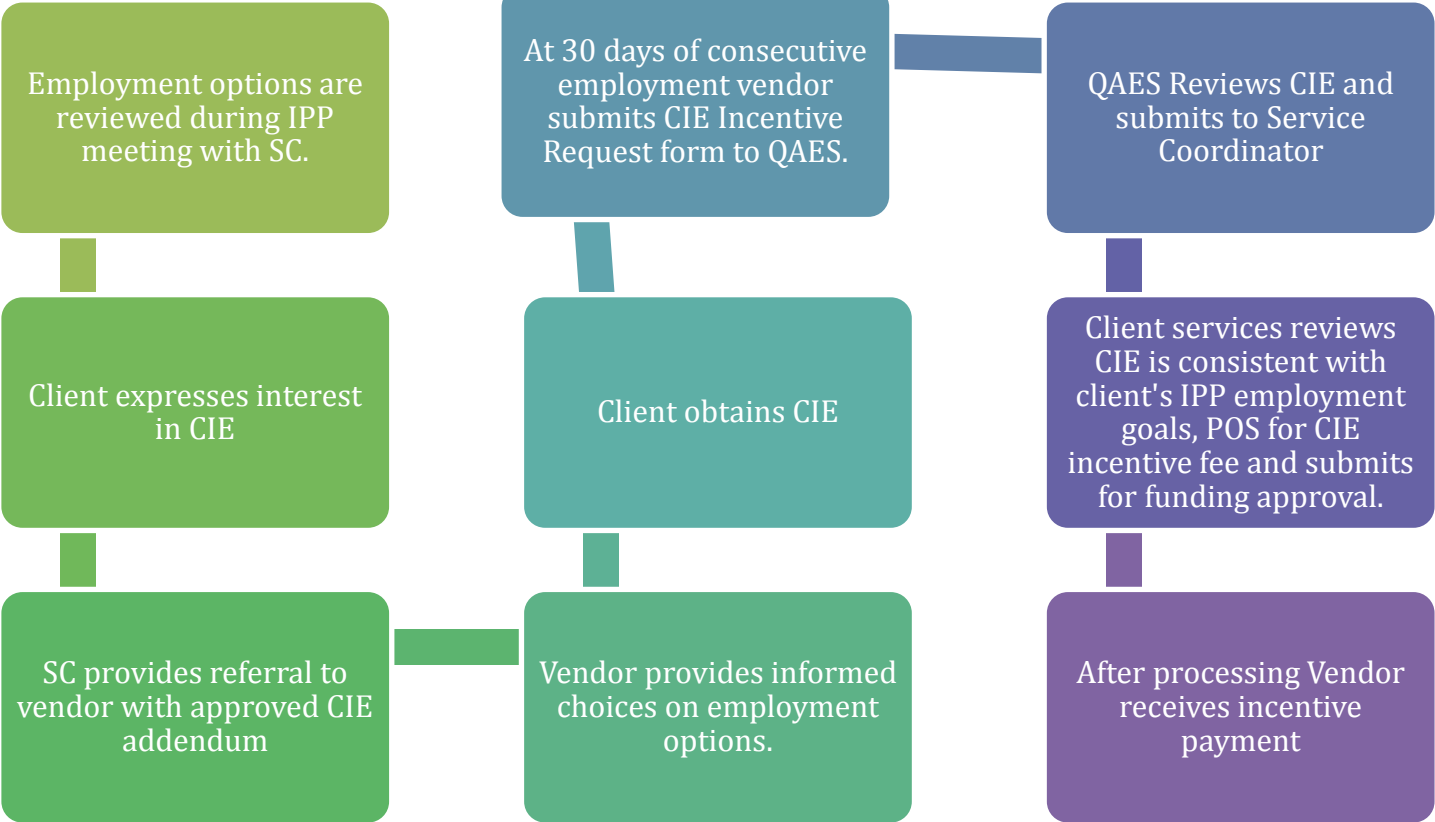 Employment options are
reviewed during IPP
meeting with SC.
Client expresses interest
in CIE
SC provides referral to
vendor with approved CIE
addendum
Vendor provides informed
choices on employment
options.
Client obtains CIE
At 30 days of consecutive
employment vendor
submits CIE Incentive
Request form to QAES.
QAES Reviews CIE and
submits to Service
Coordinator
Client services reviews
CIE is consistent with
client's IPP employment
goals, POS for CIE
incentive fee and submits
for funding approval.
After processing Vendor
receives incentive
payment